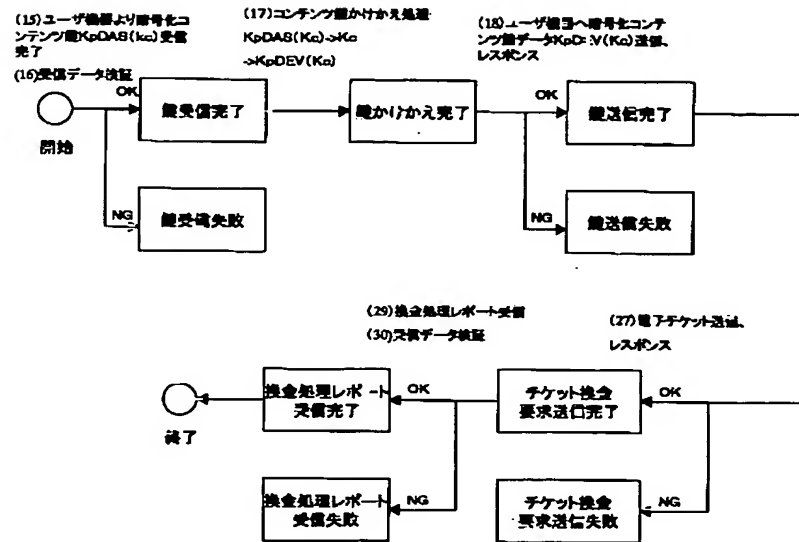 (15)ユーザ機器より暗号化コ
ンテンツ鍵KpDAS(kc)受信
完了
(16)受信データ検証
(17)コンテンツ鍵かけかえ処理
KpDAS(Kc)->Kc
->KpDEV(Kc)
(18)ユーザ機器へ暗号化コンテ
ンツ鍵データ
送信、
レスポンス
OK
鍵受信完了
鍵かけかえ完了
OK
鍵送信完了
開始
NG
鍵受信失敗
NG
鍵送信失敗
(29)換金処理レポート受信
(30)受信データ検証
(27)電子チケット送信、
レスポンス
換金処理レポート
受信完了
OK
チケット換金
要求送信完了
OK
終了
換金処理レポート
受信失敗
NG
チケット換金
要求送信失敗
NG